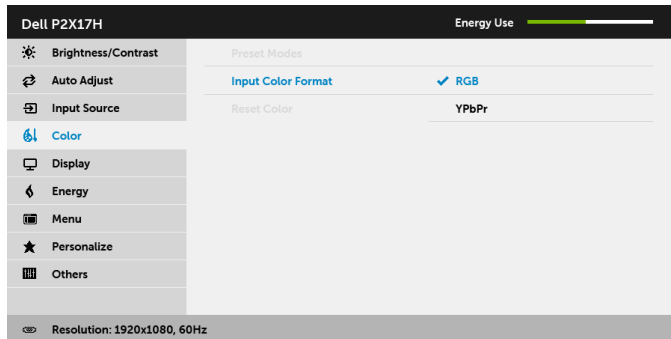 Dell P2X17H Energy Use
Brightness/Contrast Preset Modes
Auto Adjust Input Color Format RGB
Input Source Reset Color YPbPr
Color
Display
Energy
Menu
Personalize
Others
Resolution: 1920x1080, 60Hz